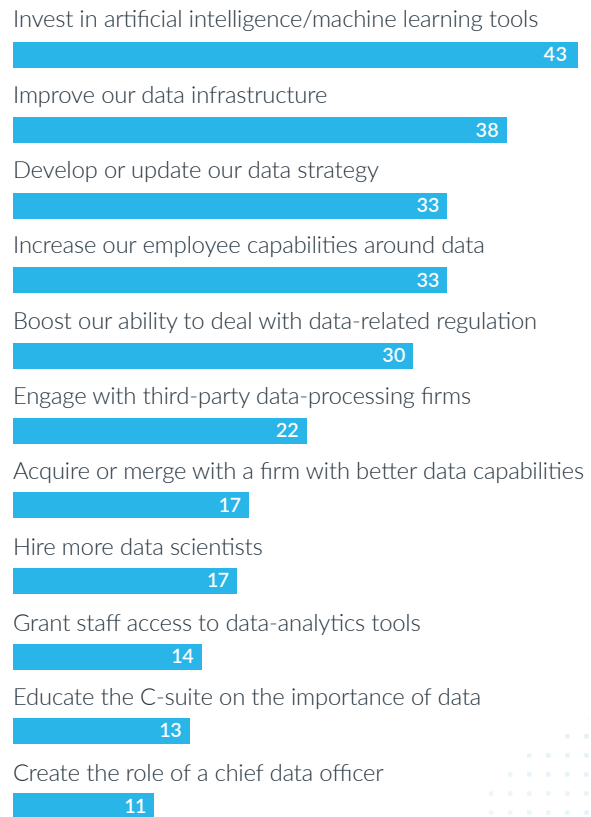 Invest in artificial intelligence/machine learning tools
43
Improve our data infrastructure
38
Develop or update our data strategy
33
Increase our employee capabilities around data
33
Boost our ability to deal with data-related regulation
30
Engage with third-party data-processing firms
22
Acquire or merge with a firm with better data capabilities
17
Hire more data scientists
17
Grant staff access to data-analytics tools
14
Educate the C-suite on the importance of data
13
Create the role of a chief data officer
11